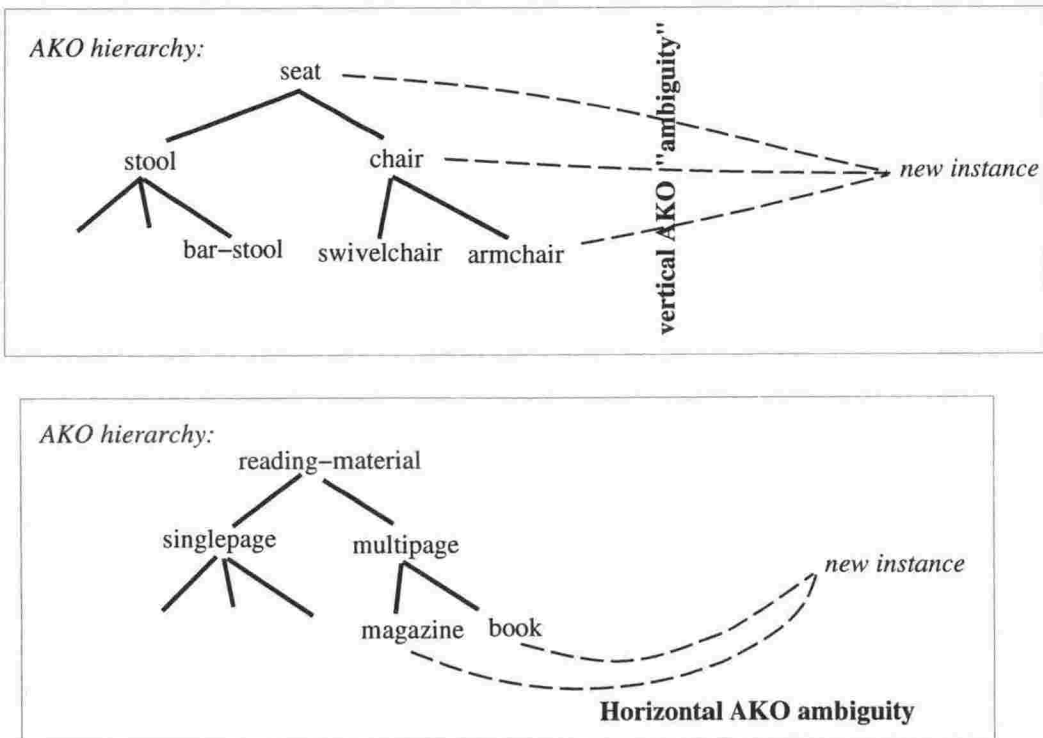 AKO hierarchy:
seat
stool
chair
bar–stool
swivelchair
armchair
vertical AKO "ambiguity"
new instance
AKO hierarchy:
reading–material
singlepage
multipage
magazine
book
new instance
Horizontal AKO ambiguity